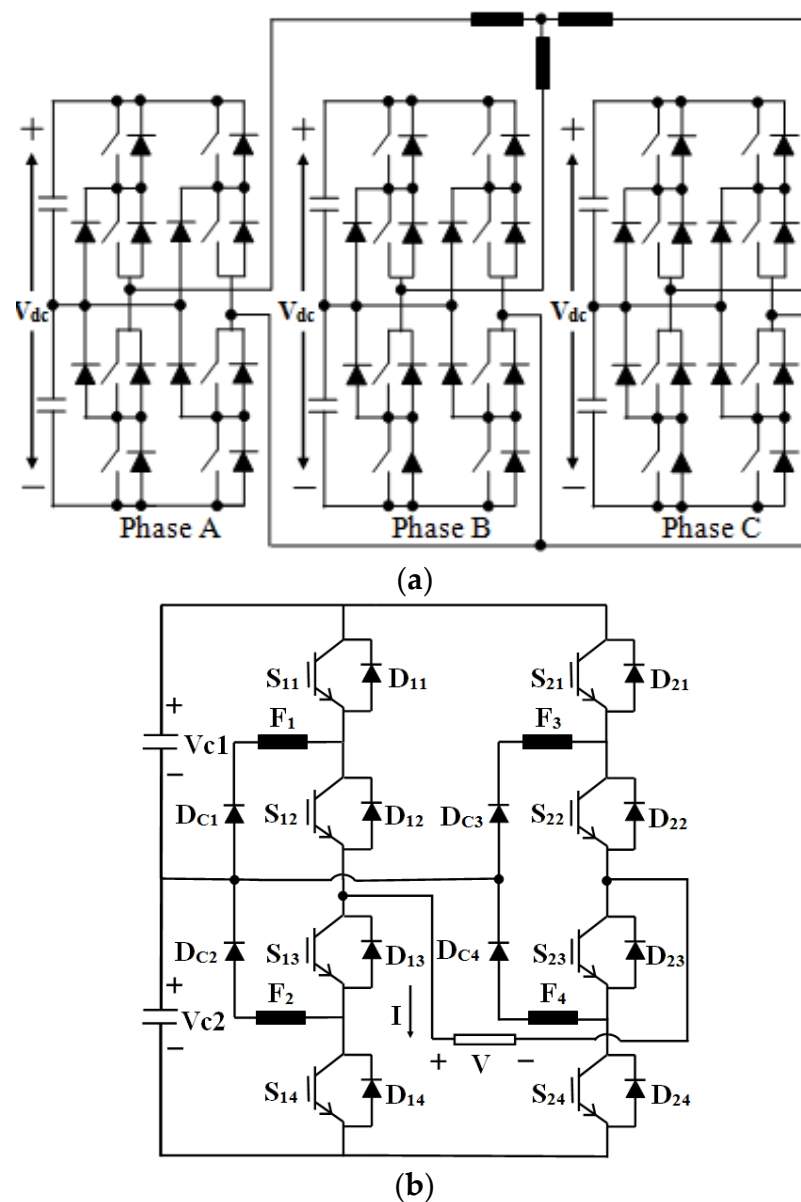 + + +
Vdc Vdc Vdc
− − −
Phase A Phase B Phase C
(a)
S11 D11 S21 D21
+ F1 F3
Vc1
−
DC1 S12 D12 DC3 S22 D22
DC2 S13 D13 DC4 S23 D23
+ F2 I F4
Vc2
− + V −
S14 D14 S24 D24
(b)